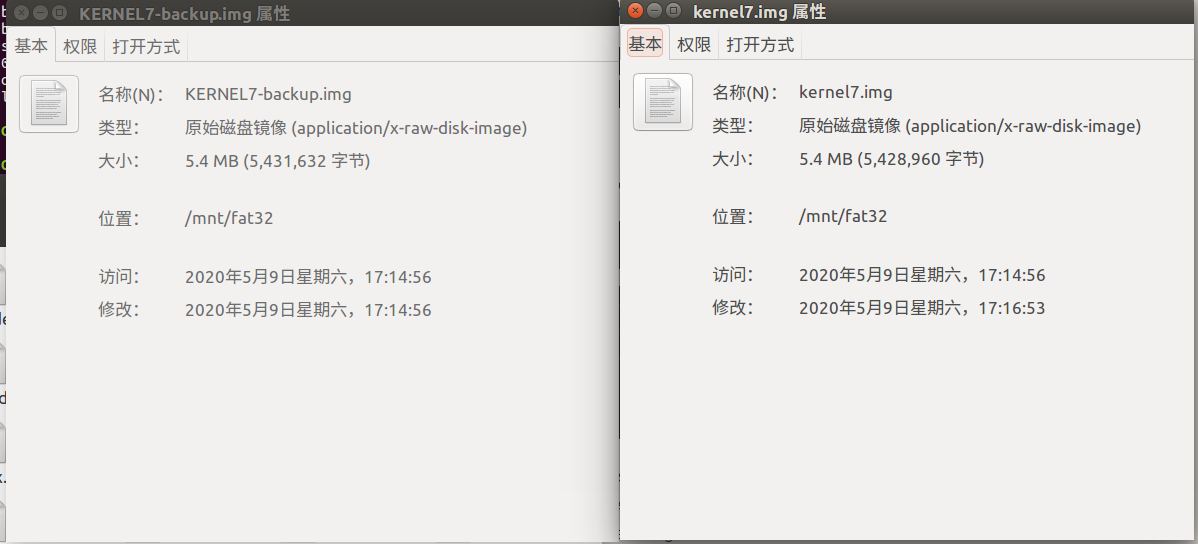 KERNEL7-backup.img 属性
基本 权限 打开方式
名称(N)： KERNEL7-backup.img
类型： 原始磁盘镜像 (application/x-raw-disk-image)
大小： 5.4 MB (5,431,632 字节)
位置： /mnt/fat32
访问： 2020年5月9日星期六，17:14:56
修改： 2020年5月9日星期六，17:14:56
kernel7.img 属性
基本 权限 打开方式
名称(N)： kernel7.img
类型： 原始磁盘镜像 (application/x-raw-disk-image)
大小： 5.4 MB (5,428,960 字节)
位置： /mnt/fat32
访问： 2020年5月9日星期六，17:14:56
修改： 2020年5月9日星期六，17:16:53